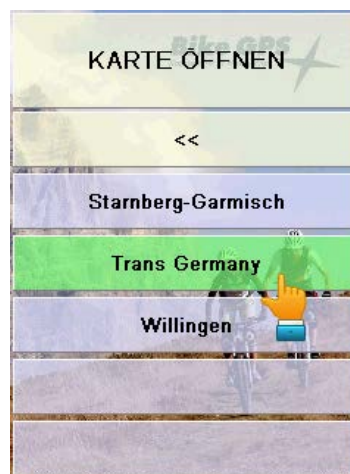 Bike GPS
KARTE ÖFFNEN
<<
Starnberg-Garmisch
Trans Germany
Willingen